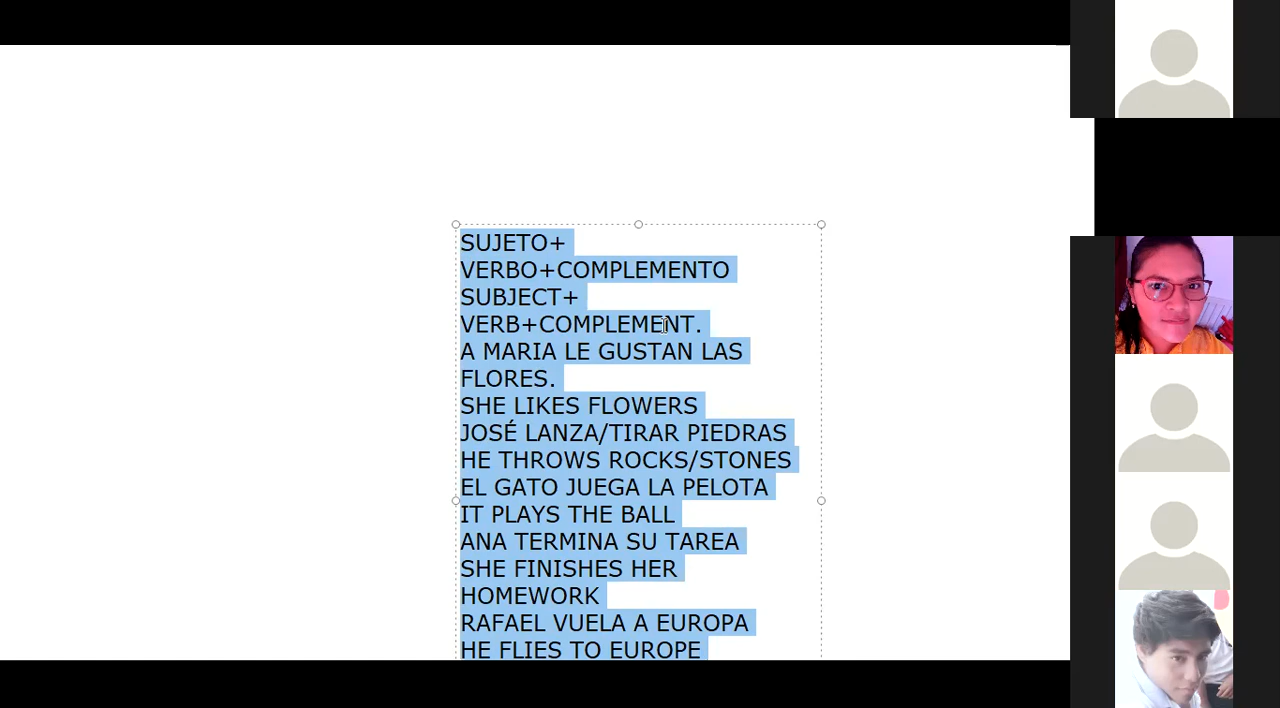 SUJETO+
VERBO+COMPLEMENTO
SUBJECT+
VERB+COMPLEMENT.
A MARIA LE GUSTAN LAS
FLORES.
SHE LIKES FLOWERS
JOSÉ LANZA/TIRAR PIEDRAS
HE THROWS ROCKS/STONES
EL GATO JUEGA LA PELOTA
IT PLAYS THE BALL
ANA TERMINA SU TAREA
SHE FINISHES HER
HOMEWORK
RAFAEL VUELA A EUROPA
HE FLIES TO EUROPE